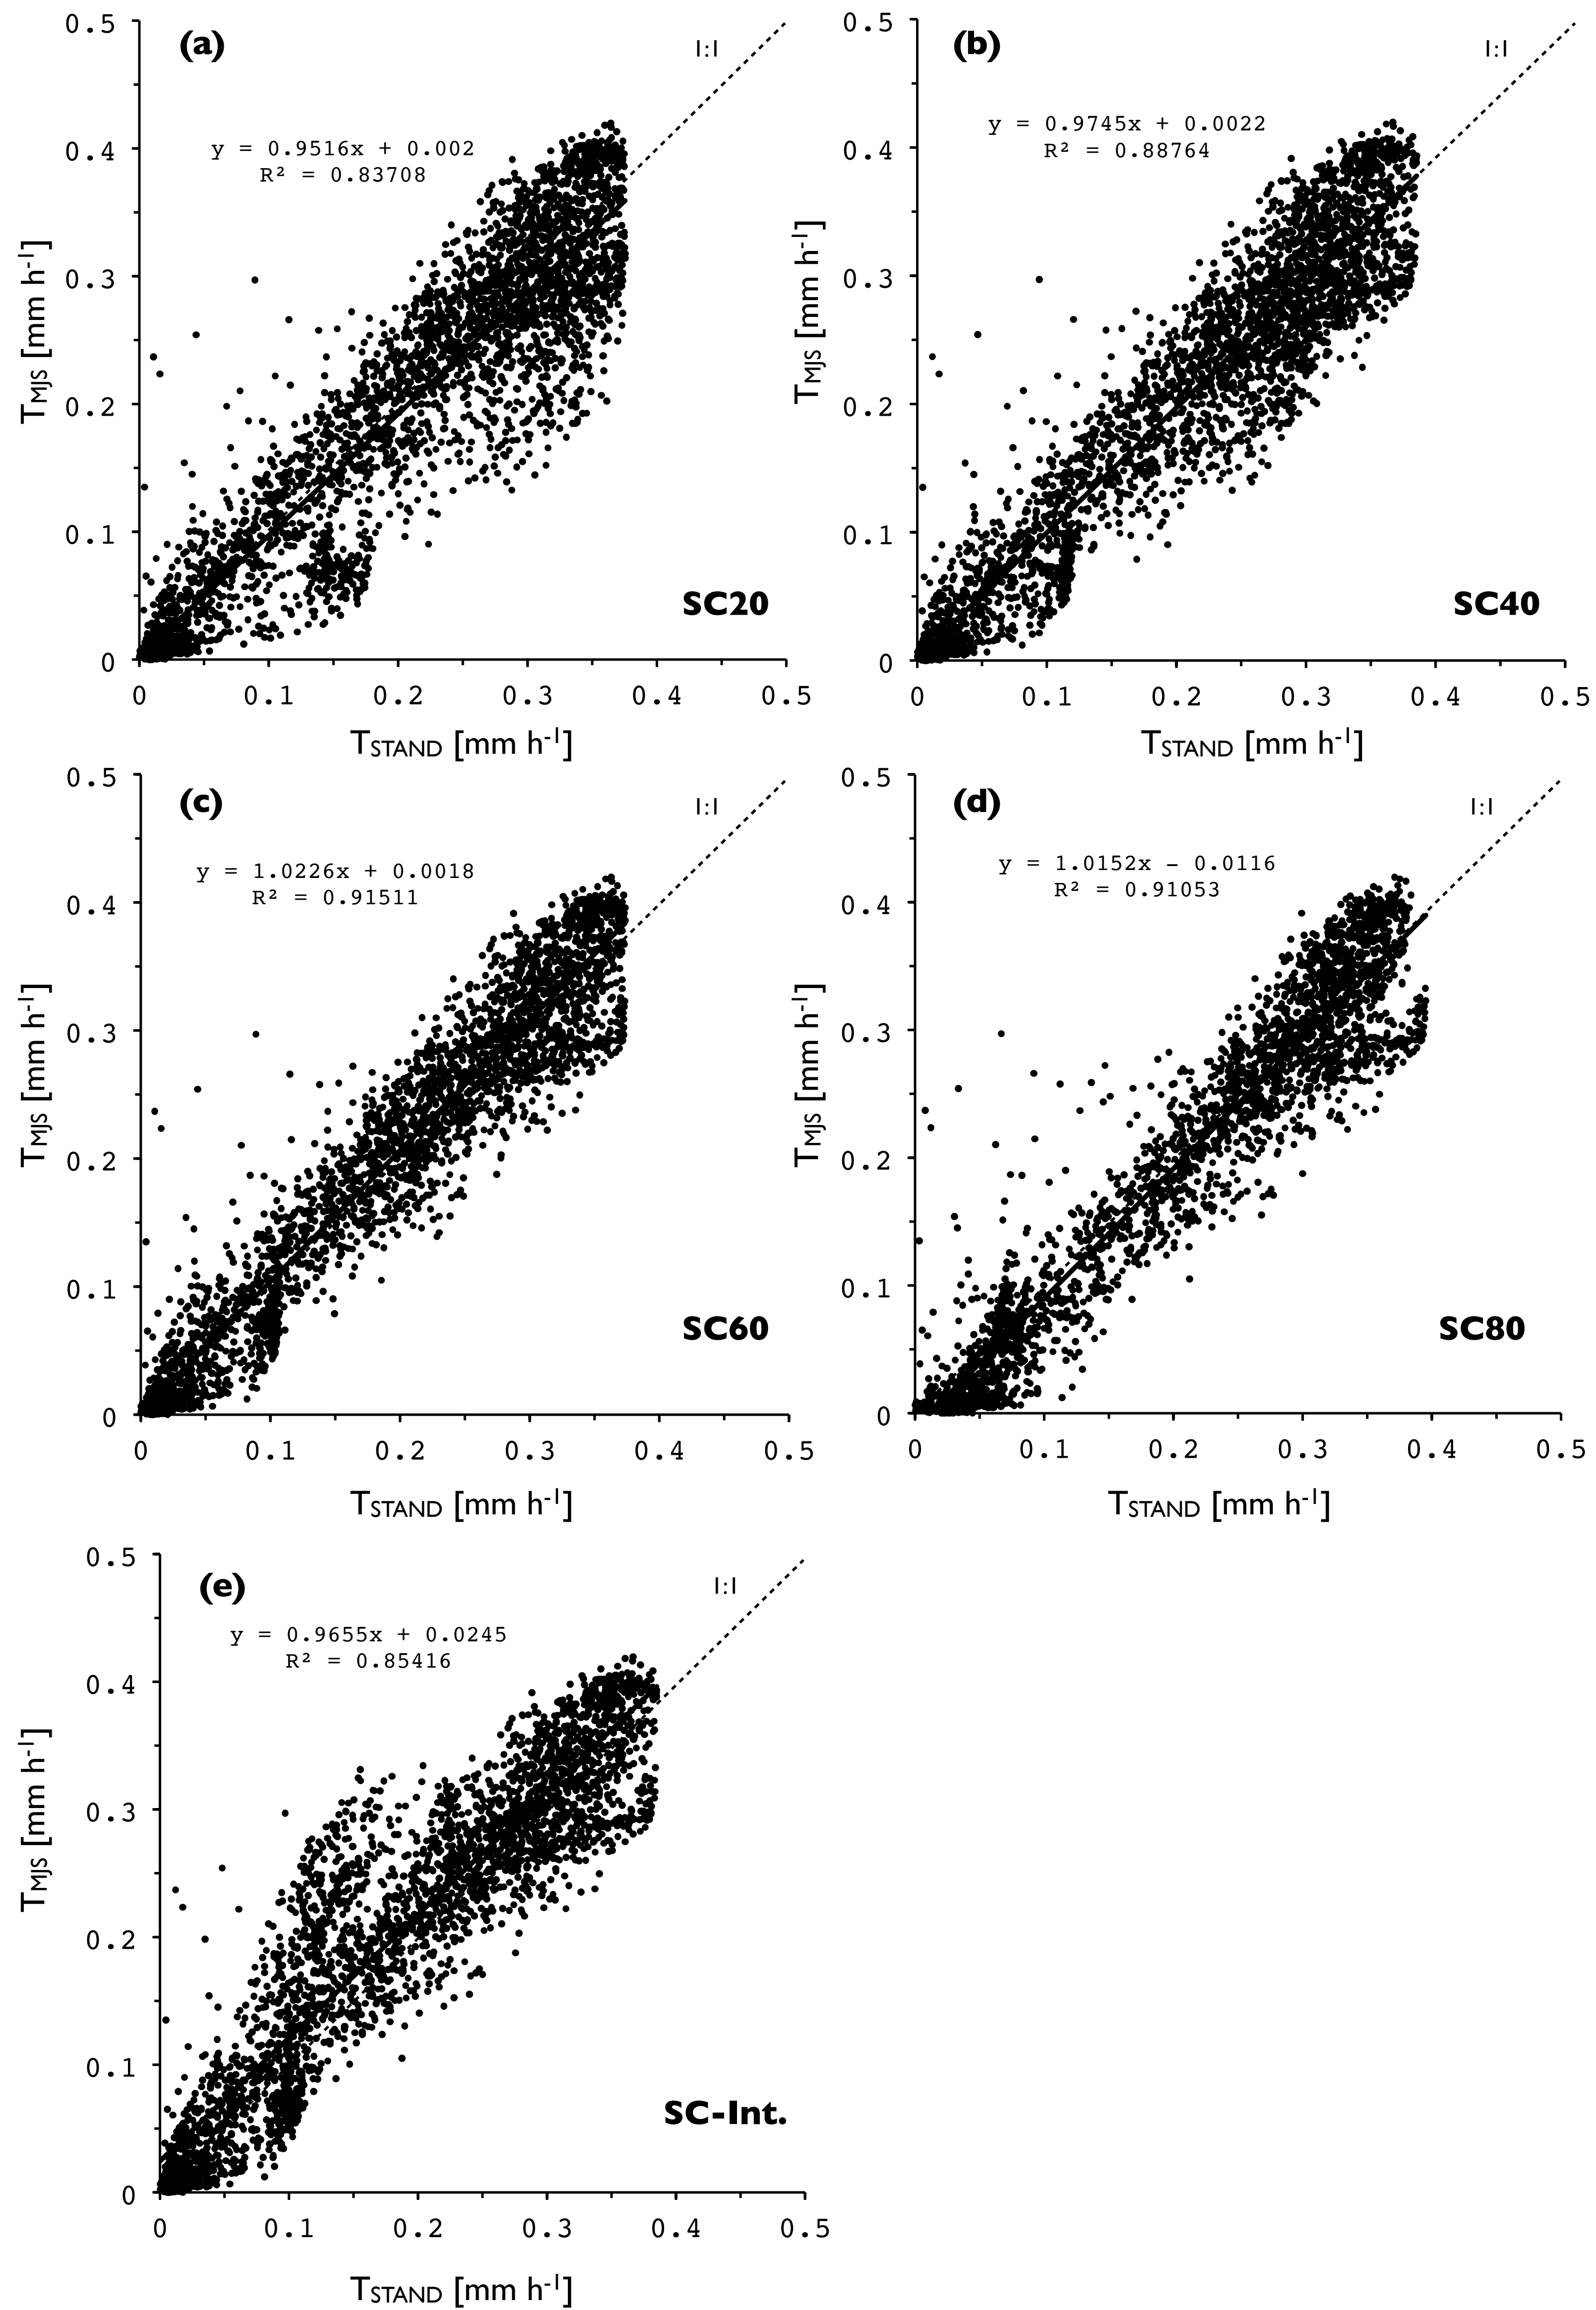 (a)
1:1
y = 0.9516x + 0.002
R² = 0.83708
0.5
0.4
0.3
0.2
0.1
0
TMJS [mm h-1]
SC20
0 0.1 0.2 0.3 0.4 0.5
TSTAND [mm h-1]
(b)
1:1
y = 0.9745x + 0.0022
R² = 0.88764
0.5
0.4
0.3
0.2
0.1
0
TMJS [mm h-1]
SC40
0 0.1 0.2 0.3 0.4 0.5
TSTAND [mm h-1]
(c)
1:1
y = 1.0226x + 0.0018
R² = 0.91511
0.5
0.4
0.3
0.2
0.1
0
TMJS [mm h-1]
SC60
0 0.1 0.2 0.3 0.4 0.5
TSTAND [mm h-1]
(d)
1:1
y = 1.0152x − 0.0116
R² = 0.91053
0.5
0.4
0.3
0.2
0.1
0
TMJS [mm h-1]
SC80
0 0.1 0.2 0.3 0.4 0.5
TSTAND [mm h-1]
(e)
1:1
y = 0.9655x + 0.0245
R² = 0.85416
0.5
0.4
0.3
0.2
0.1
0
TMJS [mm h-1]
SC-Int.
0 0.1 0.2 0.3 0.4 0.5
TSTAND [mm h-1]